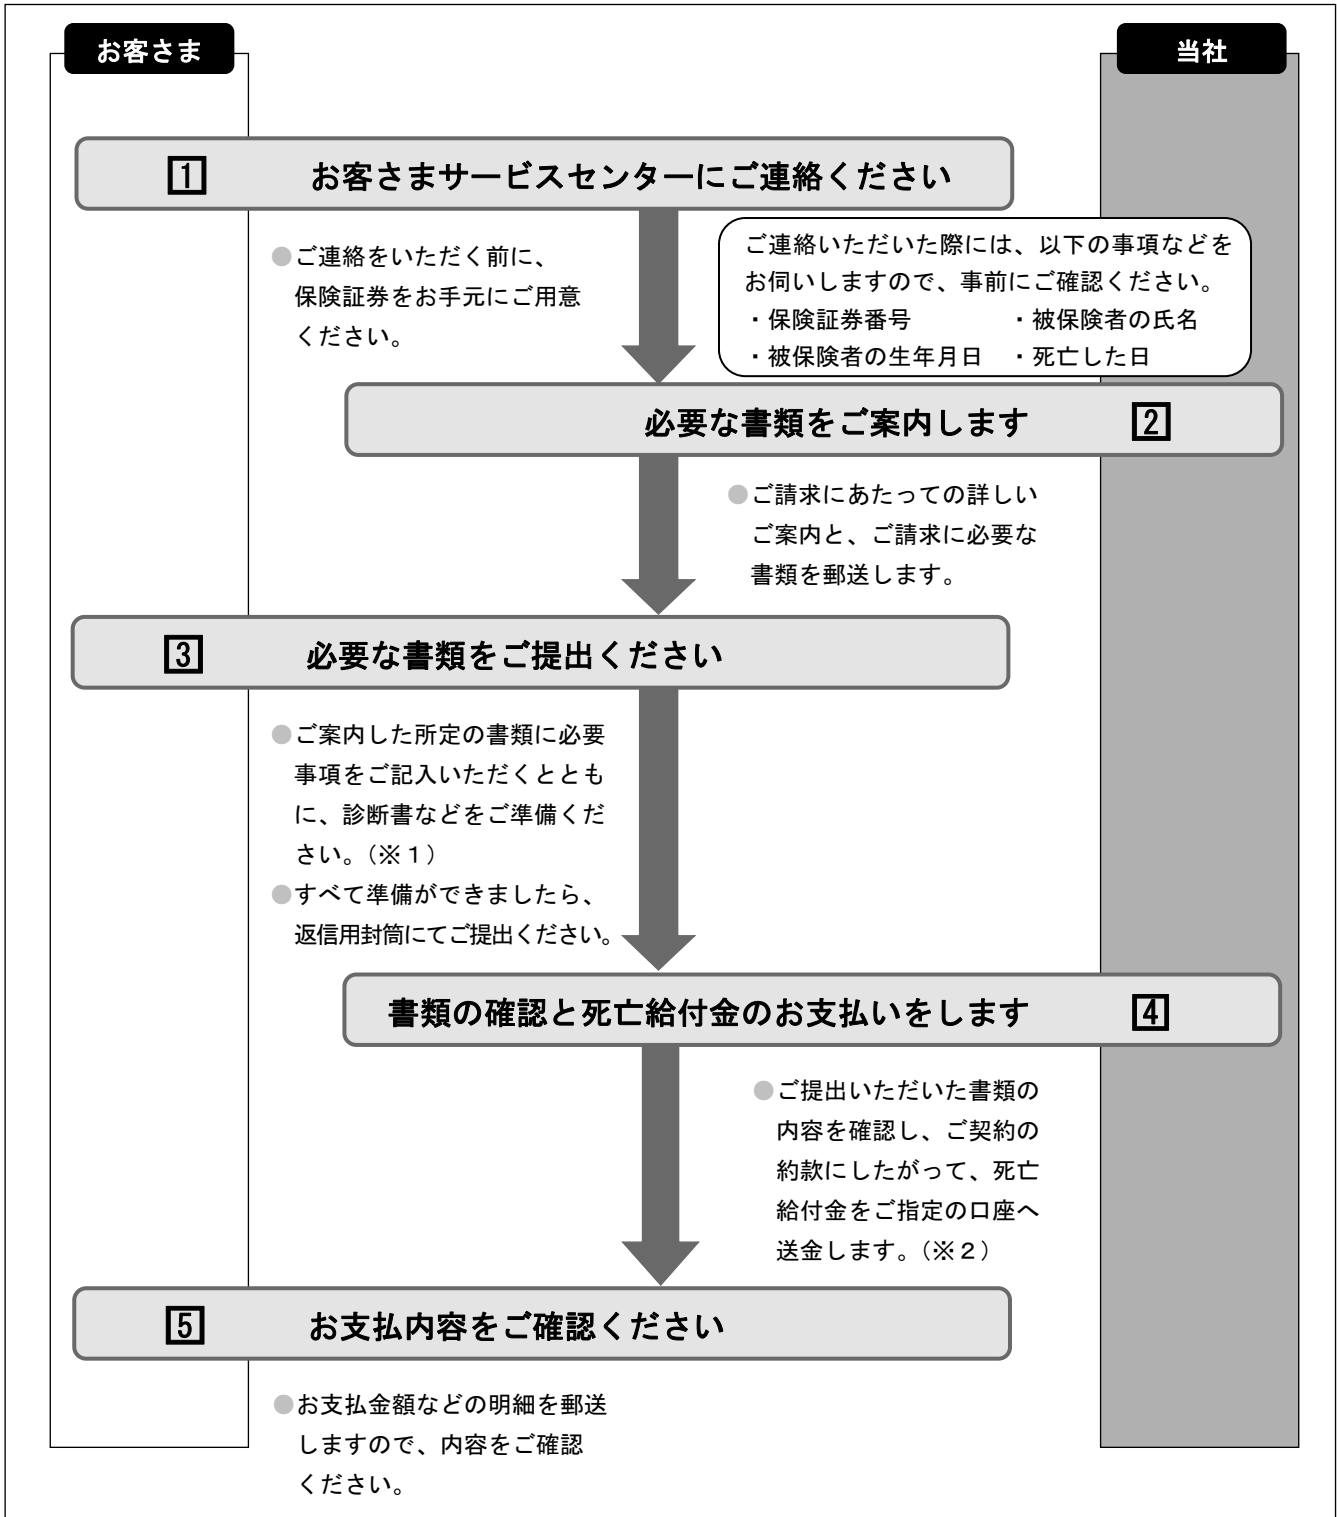 お客さま
当社
1 お客さまサービスセンターにご連絡ください
●ご連絡をいただく前に、
保険証券をお手元にご用意
ください。
ご連絡いただいた際には、以下の事項などを
お伺いしますので、事前にご確認ください。
・保険証券番号 ・被保険者の氏名
・被保険者の生年月日 ・死亡した日
必要な書類をご案内します 2
●ご請求にあたっての詳しい
ご案内と、ご請求に必要な
書類を郵送します。
3 必要な書類をご提出ください
●ご案内した所定の書類に必要
事項をご記入いただくととも
に、診断書などをご準備くだ
さい。（※１）
●すべて準備ができましたら、
返信用封筒にてご提出ください。
書類の確認と死亡給付金のお支払いをします 4
●ご提出いただいた書類の
内容を確認し、ご契約の
約款にしたがって、死亡
給付金をご指定の口座へ
送金します。（※２）
5 お支払内容をご確認ください
●お支払金額などの明細を郵送
しますので、内容をご確認
ください。